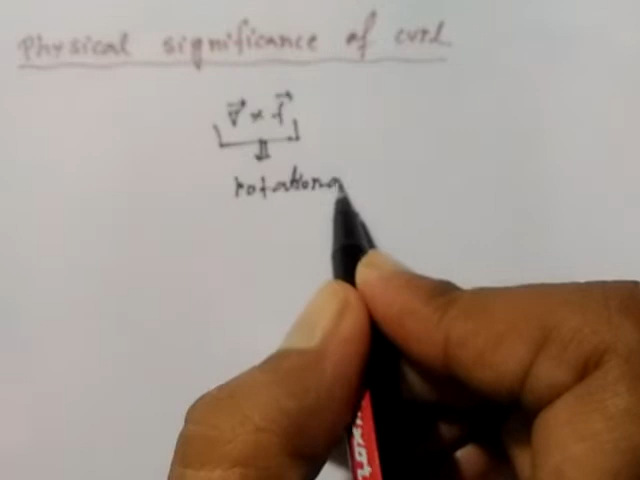 Physical significance of curl
∇⃗ × f⃗
rotationa